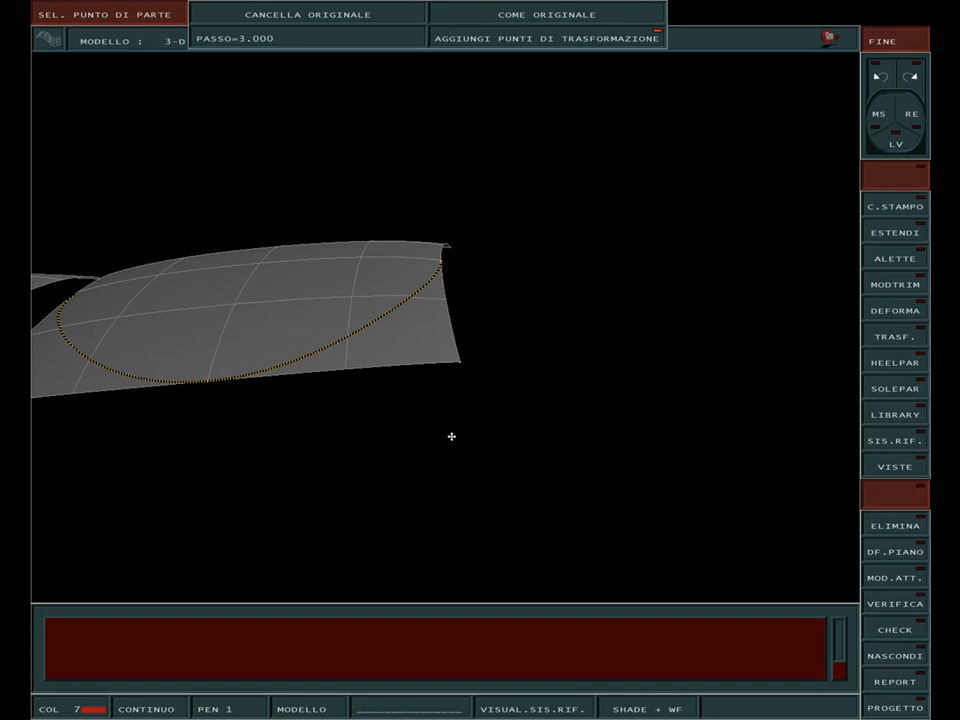 SEL. PUNTO DI PARTE
CANCELLA ORIGINALE
COME ORIGINALE
MODELLO : 3-D
PASSO=3.000
AGGIUNGI PUNTI DI TRASFORMAZIONE
FINE
MS RE
LV
C.STAMPO
ESTENDI
ALETTE
MODTRIM
DEFORMA
TRASF.
HEELPAR
SOLEPAR
LIBRARY
SIS.RIF.
VISTE
ELIMINA
DF.PIANO
MOD.ATT.
VERIFICA
CHECK
NASCONDI
REPORT
PROGETTO
COL 7
CONTINUO
PEN 1
MODELLO
VISUAL.SIS.RIF.
SHADE + WF